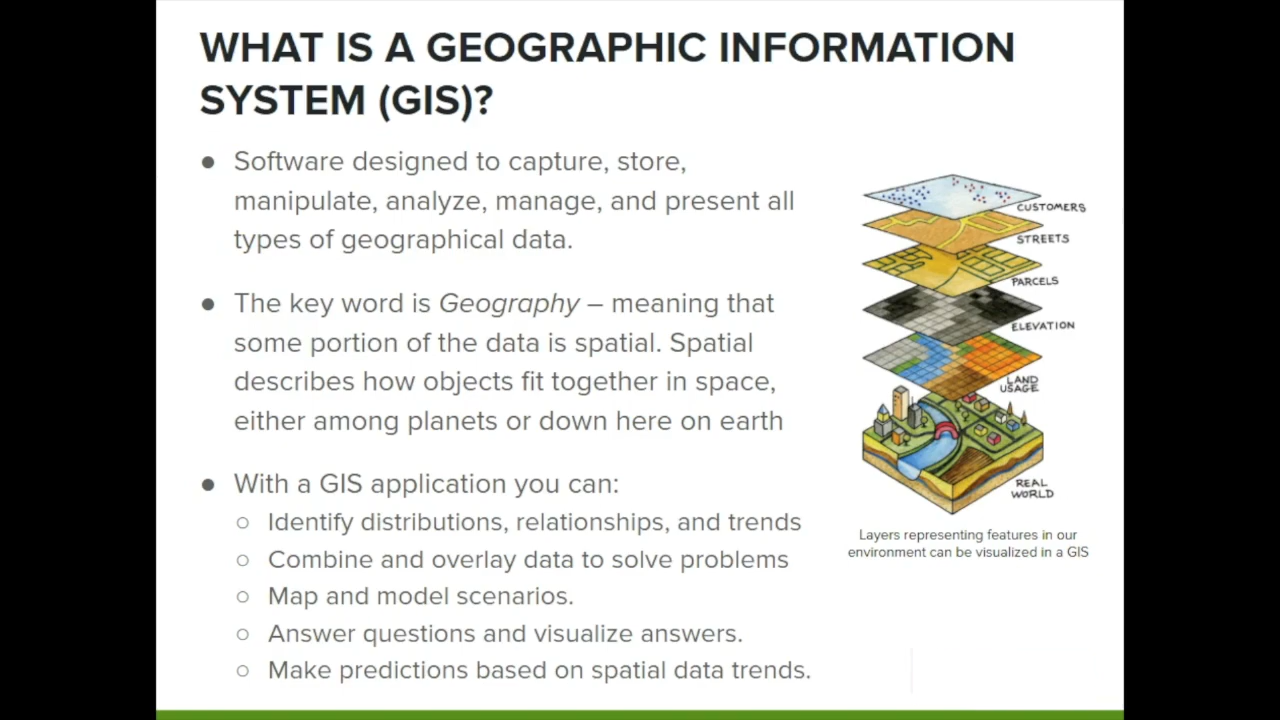 WHAT IS A GEOGRAPHIC INFORMATION
SYSTEM (GIS)?
● Software designed to capture, store,
manipulate, analyze, manage, and present all
types of geographical data.
● The key word is Geography – meaning that
some portion of the data is spatial. Spatial
describes how objects fit together in space,
either among planets or down here on earth
● With a GIS application you can:
○ Identify distributions, relationships, and trends
○ Combine and overlay data to solve problems
○ Map and model scenarios.
○ Answer questions and visualize answers.
○ Make predictions based on spatial data trends.
CUSTOMERS
STREETS
PARCELS
ELEVATION
LAND
USAGE
REAL
WORLD
Layers representing features in our
environment can be visualized in a GIS